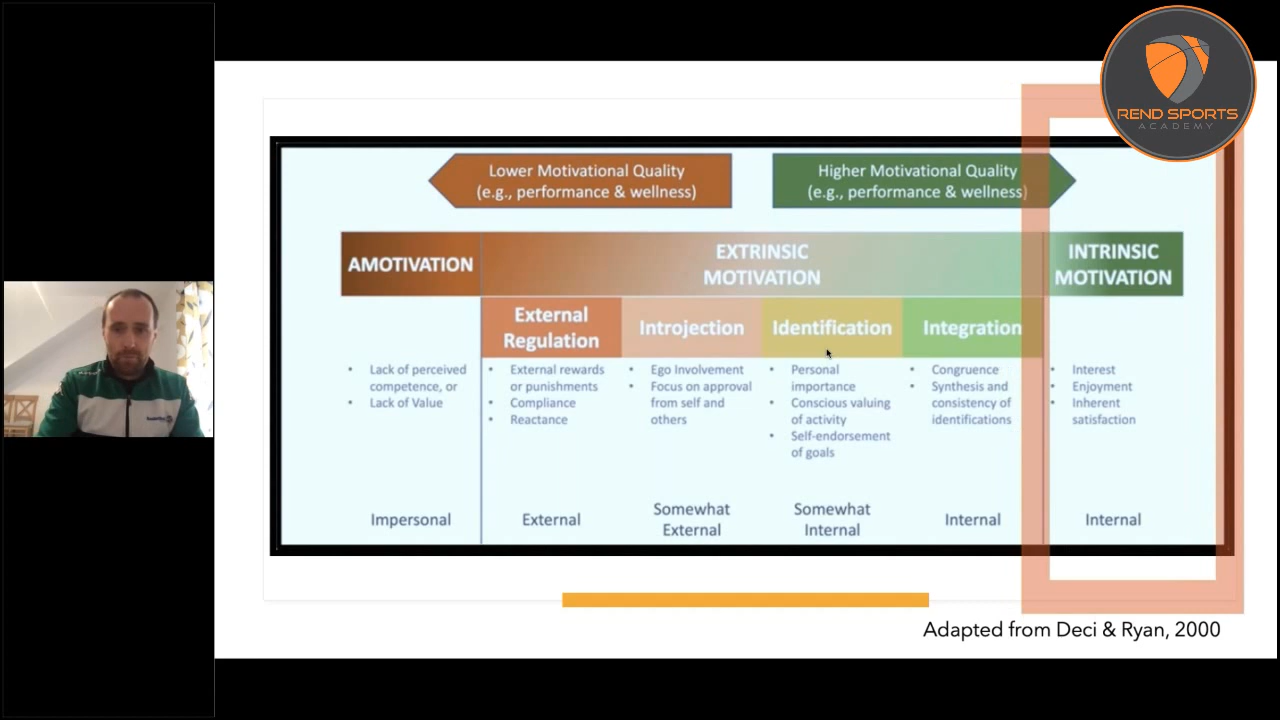 REND SPORTS
ACADEMY
Lower Motivational Quality
(e.g., performance & wellness)
Higher Motivational Quality
(e.g., performance & wellness)
AMOTIVATION
EXTRINSIC
MOTIVATION
INTRINSIC
MOTIVATION
External
Regulation
Introjection
Identification
Integration
• Lack of perceived
competence, or
• Lack of Value
• External rewards
or punishments
• Compliance
• Reactance
• Ego Involvement
• Focus on approval
from self and
others
• Personal
importance
• Conscious valuing
of activity
• Self-endorsement
of goals
• Congruence
• Synthesis and
consistency of
identifications
• Interest
• Enjoyment
• Inherent
satisfaction
Impersonal
External
Somewhat
External
Somewhat
Internal
Internal
Internal
Adapted from Deci & Ryan, 2000